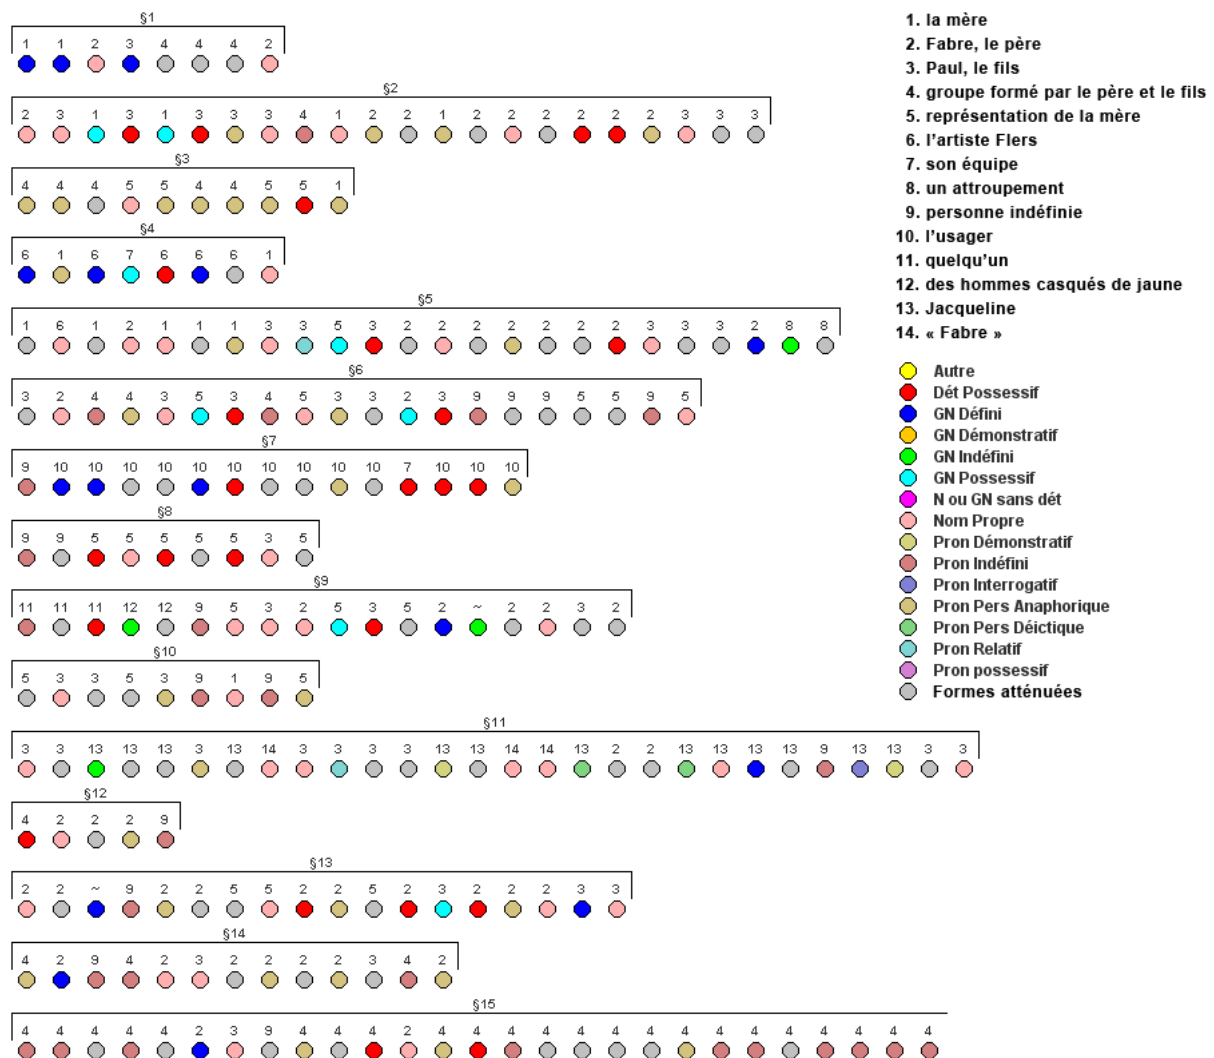 §1
1 1 2 3 4 4 4 2
§2
2 3 1 3 1 3 3 3 4 1 2 2 1 2 2 2 2 2 2 3 3 3
§3
4 4 4 5 5 4 4 5 5 1
§4
6 1 6 7 6 6 6 1
§5
1 6 1 2 1 1 1 3 3 5 3 2 2 2 2 2 2 2 3 3 3 2 8 8
§6
3 2 4 4 3 5 3 4 5 3 3 2 3 9 9 9 5 5 9 5
§7
9 10 10 10 10 10 10 10 10 10 10 7 10 10 10
§8
9 9 5 5 5 5 5 3 5
§9
11 11 11 12 12 9 5 3 2 5 3 5 2 ~ 2 2 3 2
§10
5 3 3 5 3 9 1 9 5
§11
3 3 13 13 13 3 13 14 3 3 3 3 13 13 14 14 13 2 2 13 13 13 13 9 13 13 3 3
§12
4 2 2 2 9
§13
2 2 ~ 9 2 2 5 5 2 2 5 2 3 2 2 2 3 3
§14
4 2 9 4 2 3 2 2 2 2 3 4 2
§15
4 4 4 4 4 2 3 9 4 4 4 2 4 4 4 4 4 4 4 4 4 4 4 4 4 4 4
1. la mère
2. Fabre, le père
3. Paul, le fils
4. groupe formé par le père et le fils
5. représentation de la mère
6. l'artiste Flers
7. son équipe
8. un attroupement
9. personne indéfinie
10. l'usager
11. quelqu'un
12. des hommes casqués de jaune
13. Jacqueline
14. « Fabre »
Autre
Dét Possessif
GN Défini
GN Démonstratif
GN Indéfini
GN Possessif
N ou GN sans dét
Nom Propre
Pron Démonstratif
Pron Indéfini
Pron Interrogatif
Pron Pers Anaphorique
Pron Pers Déictique
Pron Relatif
Pron possessif
Formes atténuées